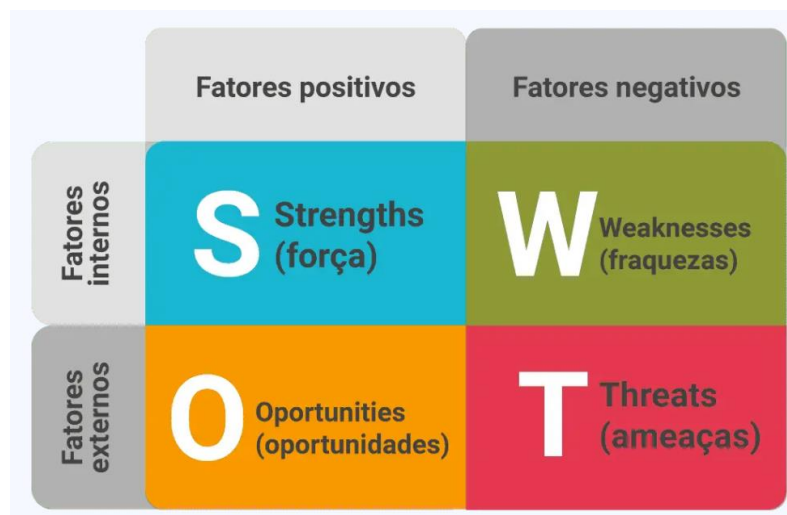 Fatores positivos
Fatores negativos
Fatores
internos
S
Strengths
(força)
W
Weaknesses
(fraquezas)
Fatores
externos
O
Oportunities
(oportunidades)
T
Threats
(ameaças)